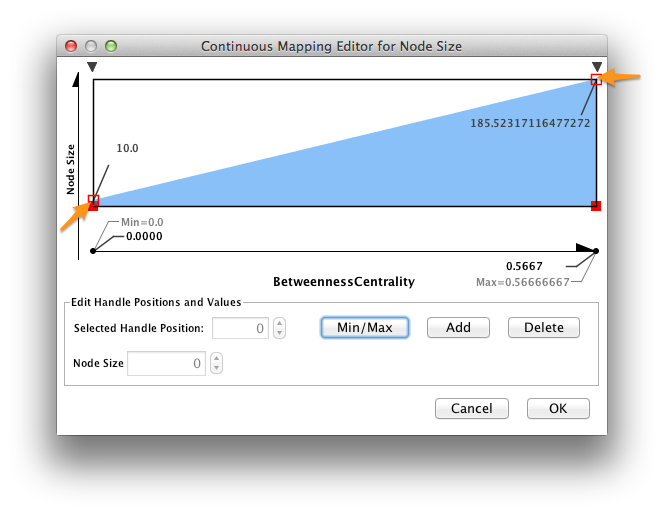 Continuous Mapping Editor for Node Size
185.52317116477272
10.0
Node Size
Min=0.0
0.0000
0.5667
BetweennessCentrality
Max=0.56666667
Edit Handle Positions and Values
Selected Handle Position: 0 Min/Max Add Delete
Node Size 0
Cancel OK